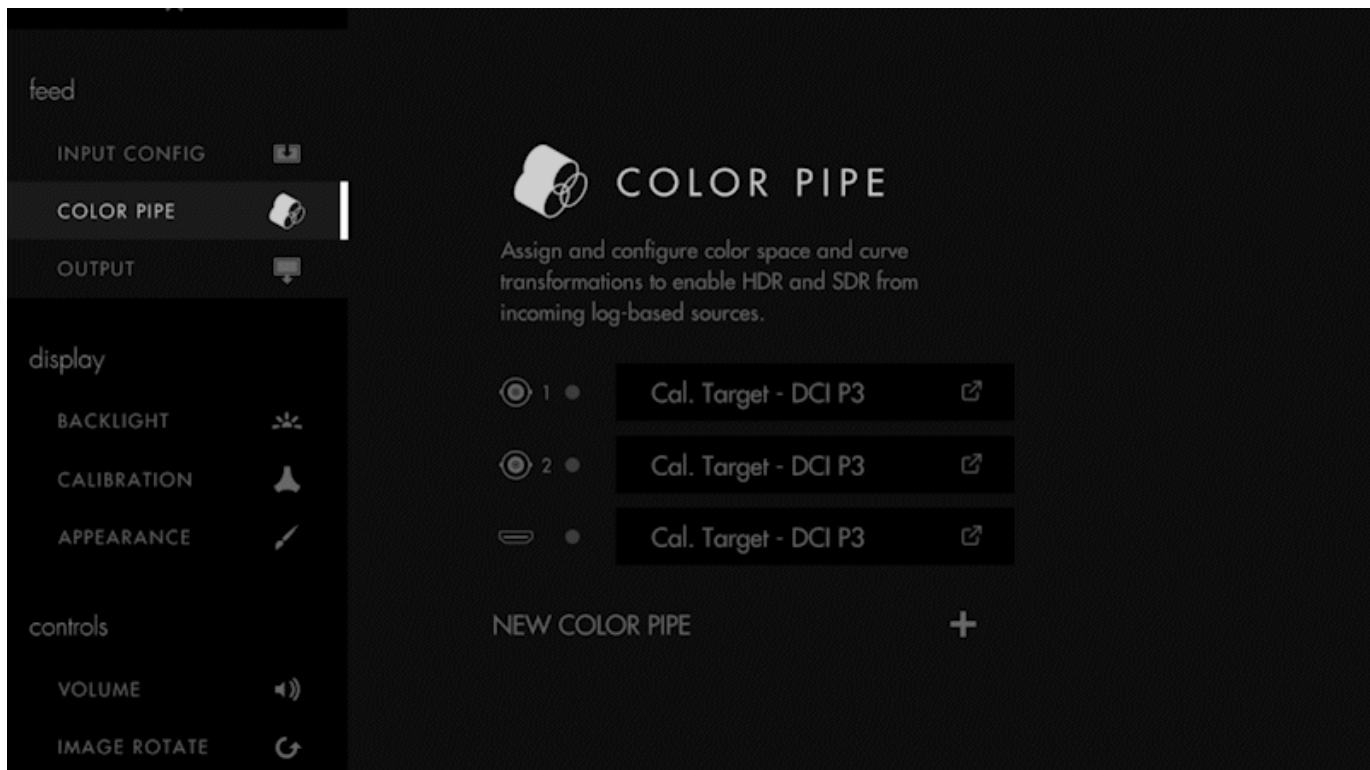 feed
INPUT CONFIG
COLOR PIPE
OUTPUT
display
BACKLIGHT
CALIBRATION
APPEARANCE
controls
VOLUME
IMAGE ROTATE
COLOR PIPE
Assign and configure color space and curve
transformations to enable HDR and SDR from
incoming log-based sources.
1 Cal. Target - DCI P3
2 Cal. Target - DCI P3
Cal. Target - DCI P3
NEW COLOR PIPE +